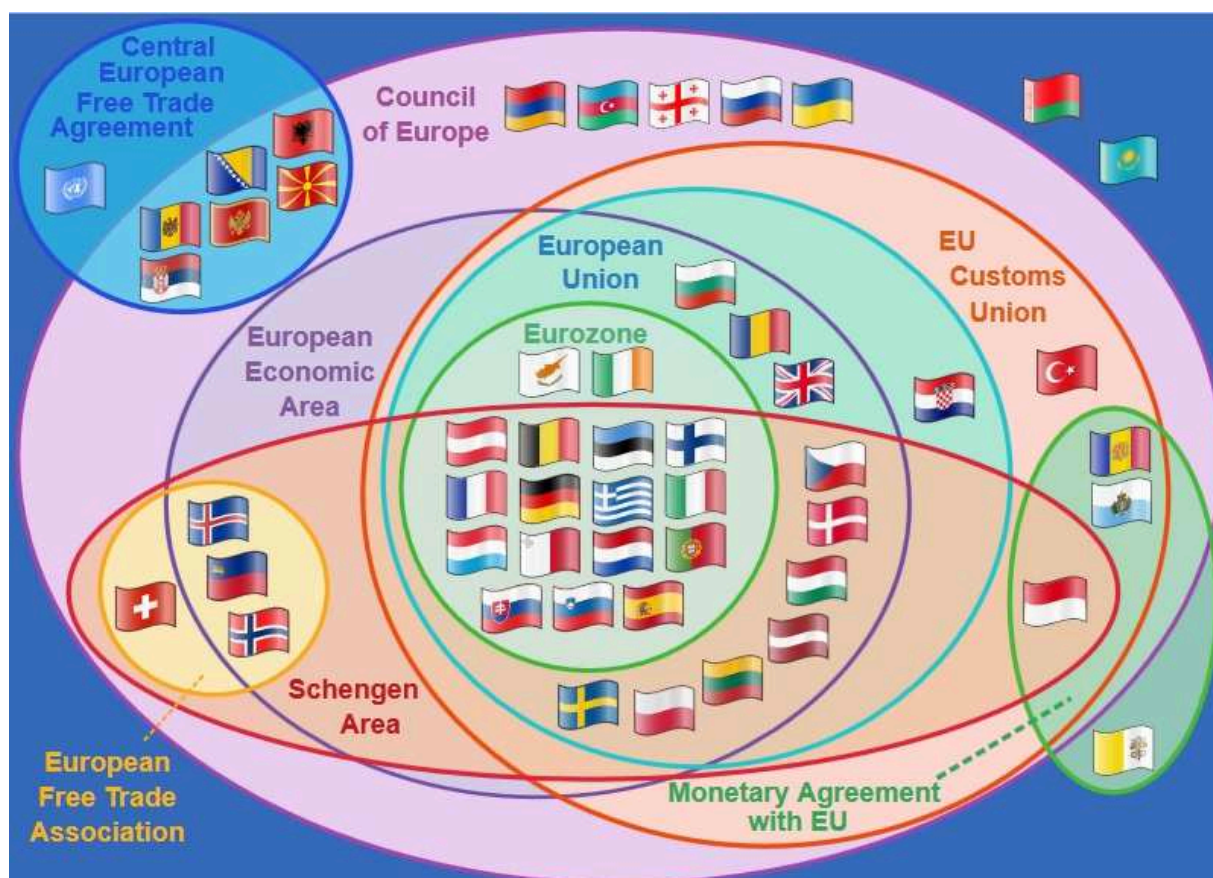 Central
European
Free Trade
Agreement
Council
of Europe
European
Union
EU
Customs
Union
Eurozone
European
Economic
Area
Schengen
Area
European
Free Trade
Association
Monetary Agreement
with EU